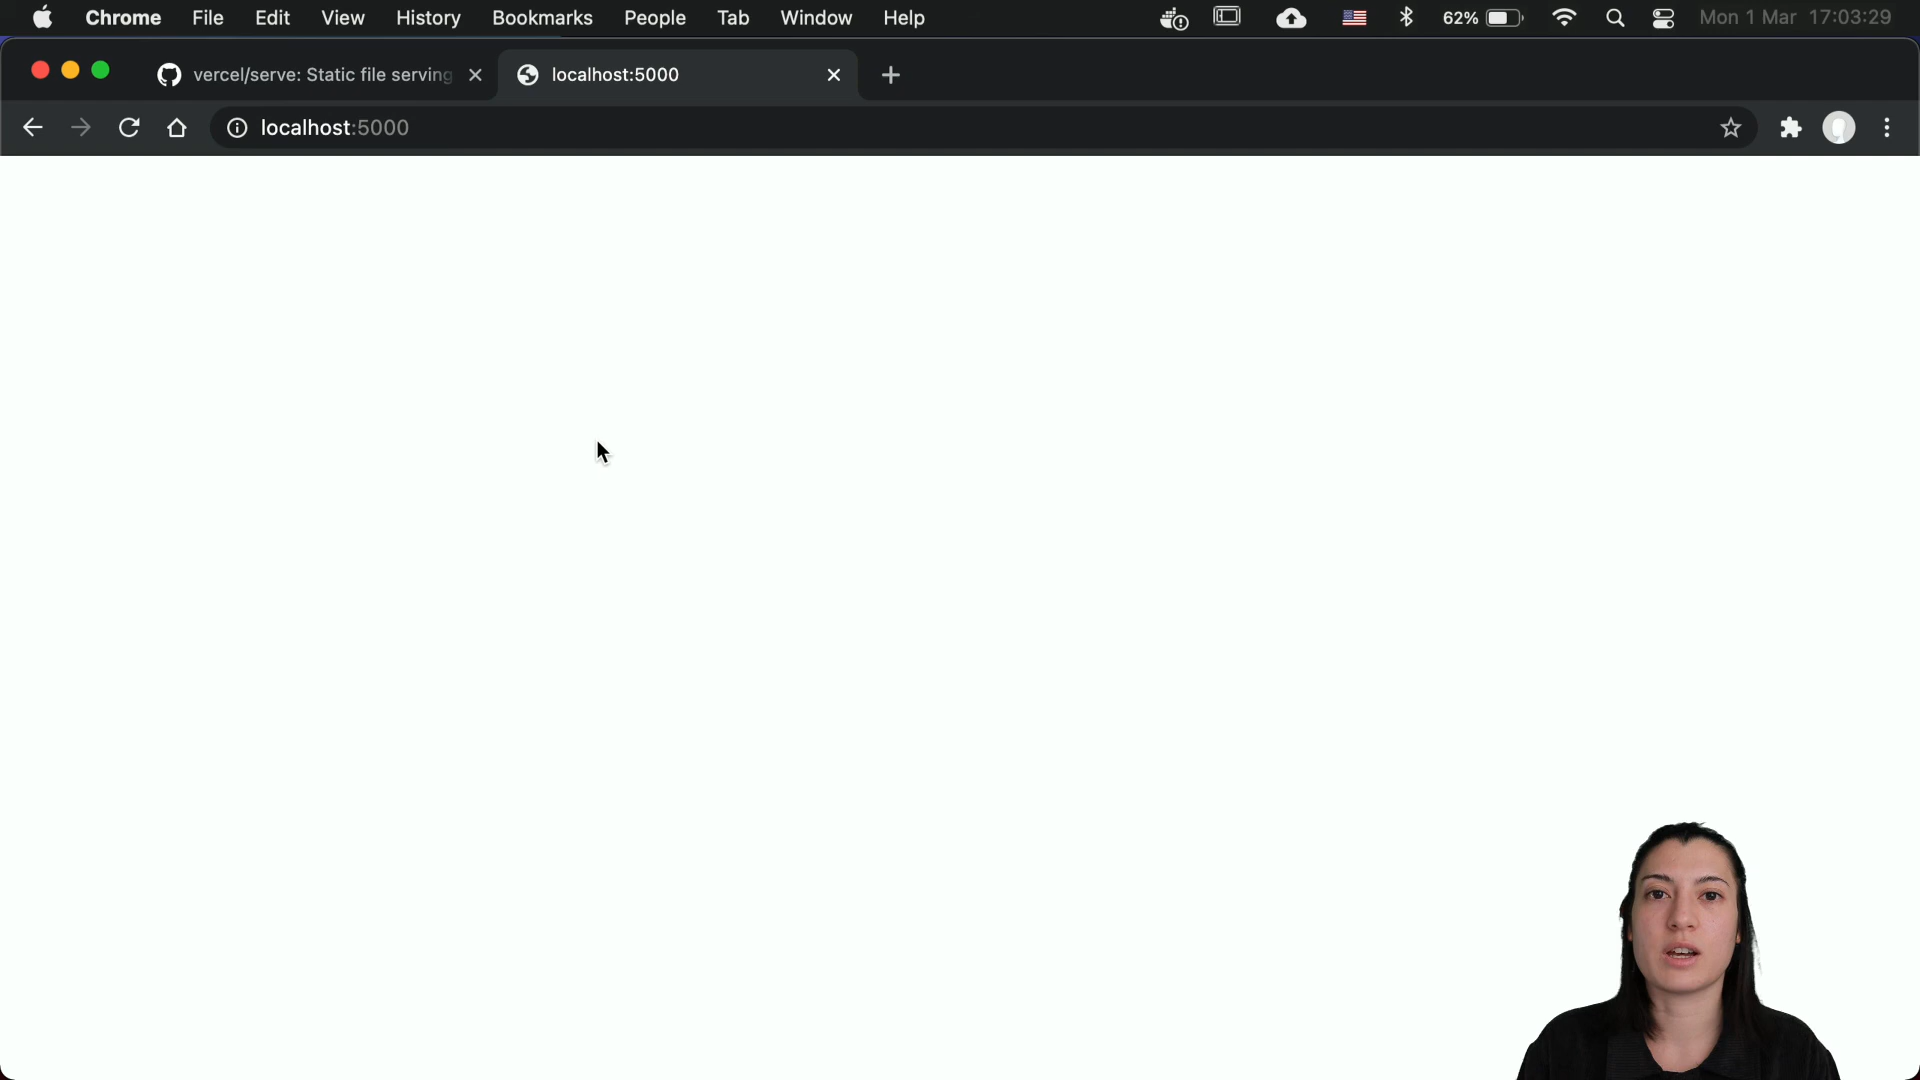 Chrome File Edit View History Bookmarks People Tab Window Help 62% Mon 1 Mar 17:03:29
vercel/serve: Static file serving localhost:5000
localhost:5000